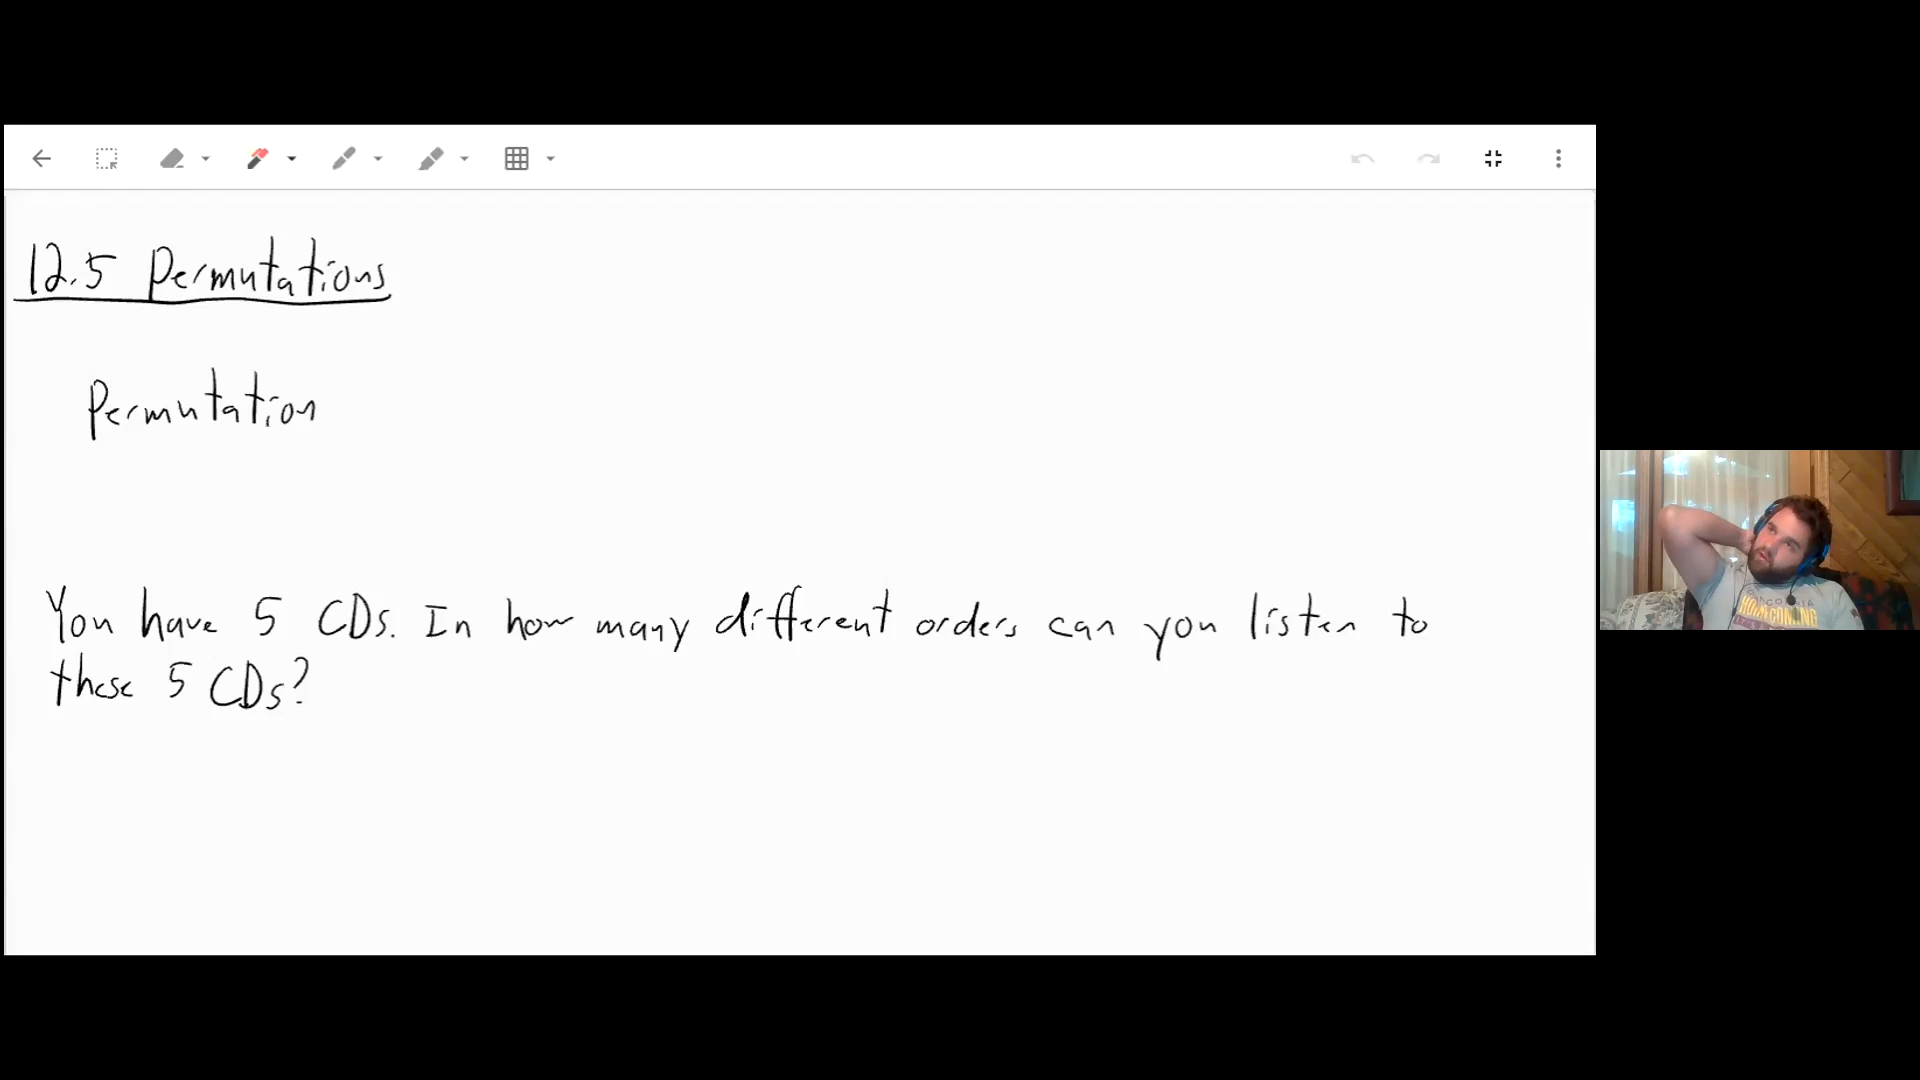 12.5 Permutations
Permutation
You have 5 CDs. In how many different orders can you listen to
these 5 CDs?
HOMECOMING